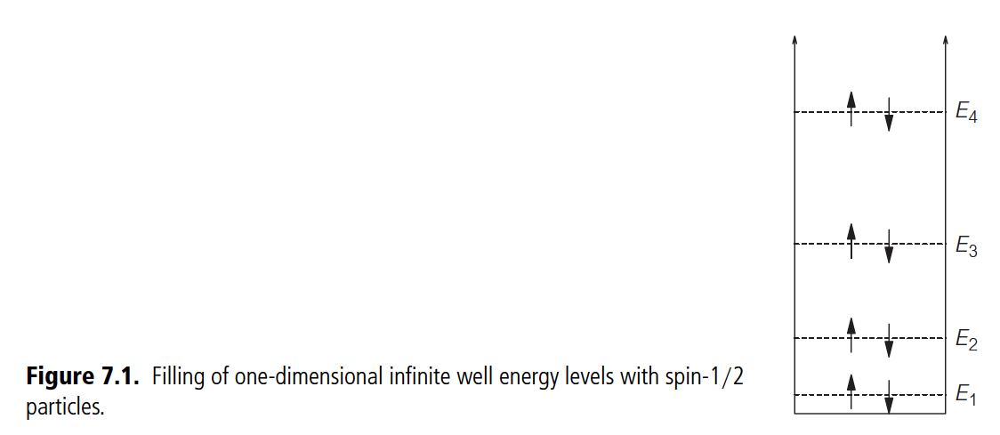 E4
E3
E2
Figure 7.1. Filling of one-dimensional infinite well energy levels with spin-1/2
E1
particles.